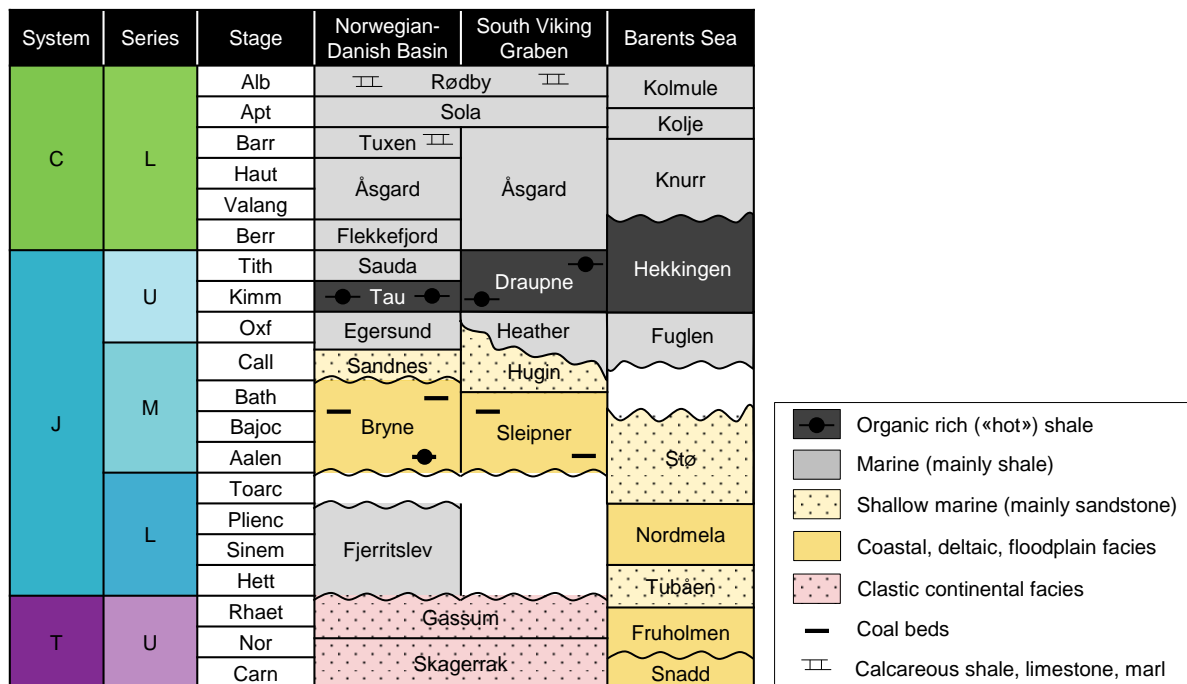 System
Series
Stage
Norwegian-
Danish Basin
South Viking
Graben
Barents Sea
C
L
J
U
M
L
T
U
Alb
Apt
Barr
Haut
Valang
Berr
Tith
Kimm
Oxf
Call
Bath
Bajoc
Aalen
Toarc
Plienc
Sinem
Hett
Rhaet
Nor
Carn
Rødby
Sola
Tuxen
Åsgard
Flekkefjord
Sauda
Tau
Egersund
Sandnes
Bryne
Fjerritslev
Gassum
Skagerrak
Åsgard
Draupne
Heather
Hugin
Sleipner
Kolmule
Kolje
Knurr
Hekkingen
Fuglen
Stø
Nordmela
Tubåen
Fruholmen
Snadd
Organic rich («hot») shale
Marine (mainly shale)
Shallow marine (mainly sandstone)
Coastal, deltaic, floodplain facies
Clastic continental facies
Coal beds
Calcareous shale, limestone, marl